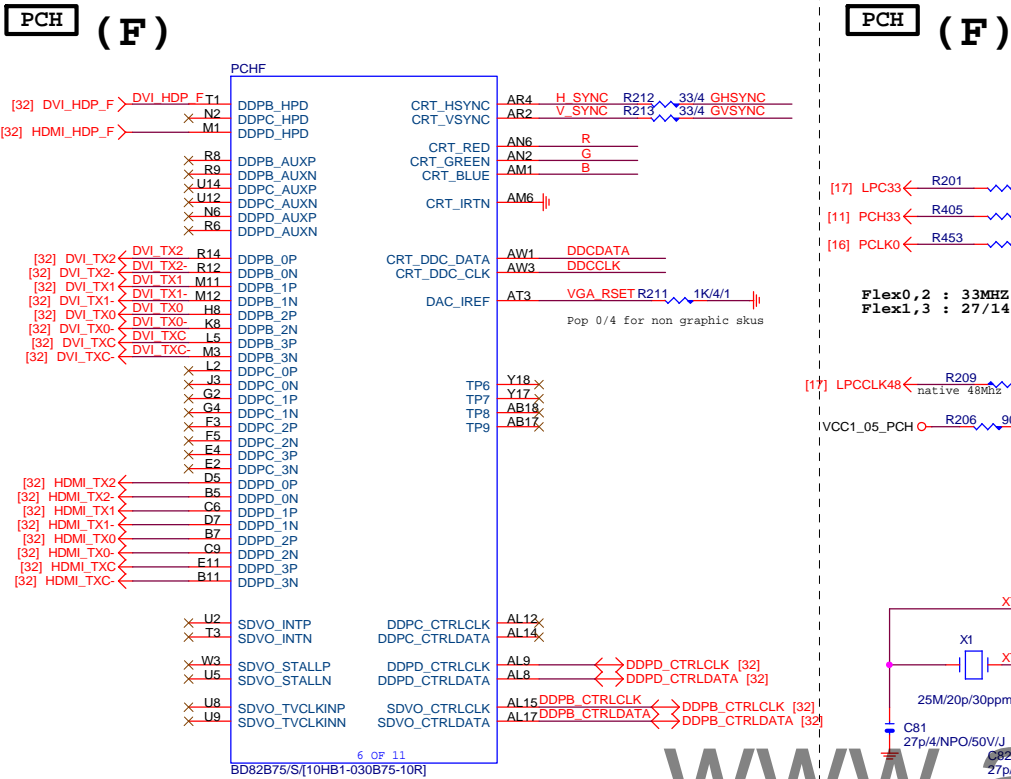 PCH (F)
PCHF
[32] DVI_HDP_F DVI_HDP_F T1 DDPB_HPD
N2 DDPC_HPD
[32] HDMI_HDP_F M1 DDPD_HPD
R8 DDPB_AUXP
R9 DDPB_AUXN
U14 DDPC_AUXP
U12 DDPC_AUXN
N6 DDPD_AUXP
R6 DDPD_AUXN
[32] DVI_TX2 DVI_TX2 R14 DDPB_0P
[32] DVI_TX2- DVI_TX2- R12 DDPB_0N
[32] DVI_TX1 DVI_TX1 M11 DDPB_1P
[32] DVI_TX1- DVI_TX1- M12 DDPB_1N
[32] DVI_TX0 DVI_TX0 H8 DDPB_2P
[32] DVI_TX0- DVI_TX0- K8 DDPB_2N
[32] DVI_TXC DVI_TXC L5 DDPB_3P
[32] DVI_TXC- DVI_TXC- M3 DDPB_3N
L2 DDPC_0P
J3 DDPC_0N
G2 DDPC_1P
G4 DDPC_1N
F3 DDPC_2P
F5 DDPC_2N
E4 DDPC_3P
E2 DDPC_3N
[32] HDMI_TX2 D5 DDPD_0P
[32] HDMI_TX2- B5 DDPD_0N
[32] HDMI_TX1 C6 DDPD_1P
[32] HDMI_TX1- D7 DDPD_1N
[32] HDMI_TX0 B7 DDPD_2P
[32] HDMI_TX0- C9 DDPD_2N
[32] HDMI_TXC E11 DDPD_3P
[32] HDMI_TXC- B11 DDPD_3N
U2 SDVO_INTP
T3 SDVO_INTN
W3 SDVO_STALLP
U5 SDVO_STALLN
U8 SDVO_TVCLKINP
U9 SDVO_TVCLKINN
CRT_HSYNC AR4 H_SYNC R212 33/4 GHSYNC
CRT_VSYNC AR2 V_SYNC R213 33/4 GVSYNC
CRT_RED AN6 R
CRT_GREEN AN2 G
CRT_BLUE AM1 B
CRT_IRTN AM6
CRT_DDC_DATA AW1 DDCDATA
CRT_DDC_CLK AW3 DDCCLK
DAC_IREF AT3 VGA_RSET R211 1K/4/1
Pop 0/4 for non graphic skus
TP6 Y18
TP7 Y17
TP8 AB18
TP9 AB17
DDPC_CTRLCLK AL12
DDPC_CTRLDATA AL14
DDPD_CTRLCLK AL9 DDPD_CTRLCLK [32]
DDPD_CTRLDATA AL8 DDPD_CTRLDATA [32]
SDVO_CTRLCLK AL15 DDPB_CTRLCLK DDPB_CTRLCLK [32]
SDVO_CTRLDATA AL17 DDPB_CTRLDATA DDPB_CTRLDATA [32]
6 OF 11
BD82B75/S/[10HB1-030B75-10R]
PCH (F)
[17] LPC33 R201
[11] PCH33 R405
[16] PCLK0 R453
Flex0,2 : 33MHZ
Flex1,3 : 27/14
[17] LPCCLK48 R209
native 48Mhz
VCC1_05_PCH R206
X1
25M/20p/30ppm
C81
27p/4/NPO/50V/J
C82
27p/
www